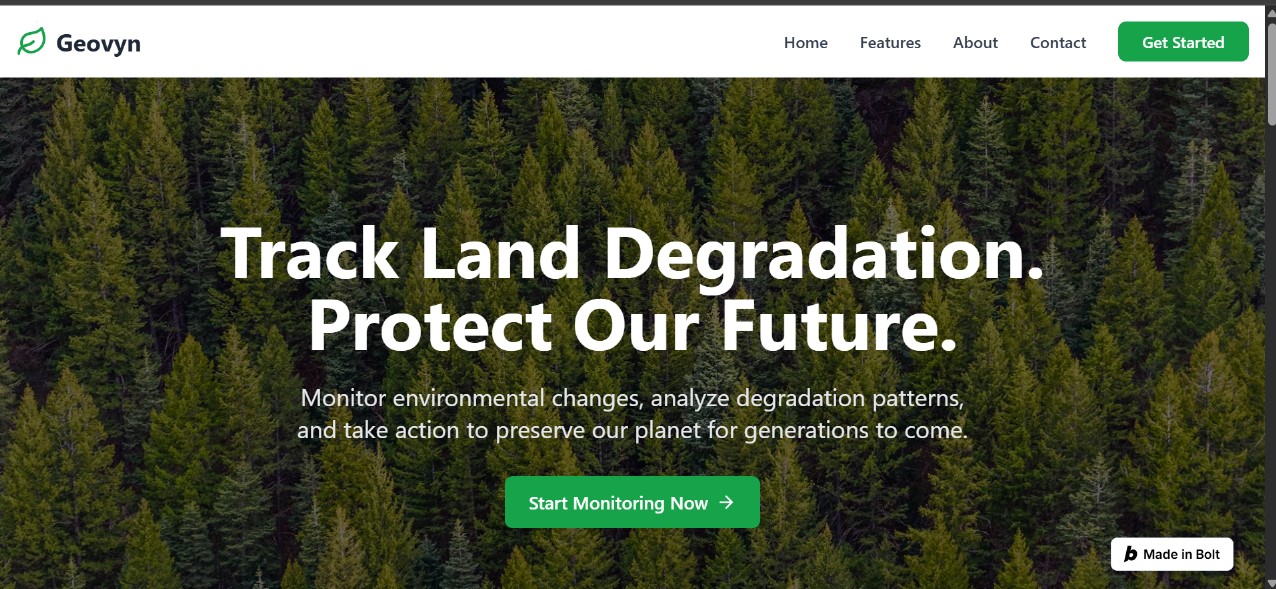 Geovyn
Home
Features
About
Contact
Get Started
Track Land Degradation.
Protect Our Future.
Monitor environmental changes, analyze degradation patterns,
and take action to preserve our planet for generations to come.
Start Monitoring Now
b Made in Bolt